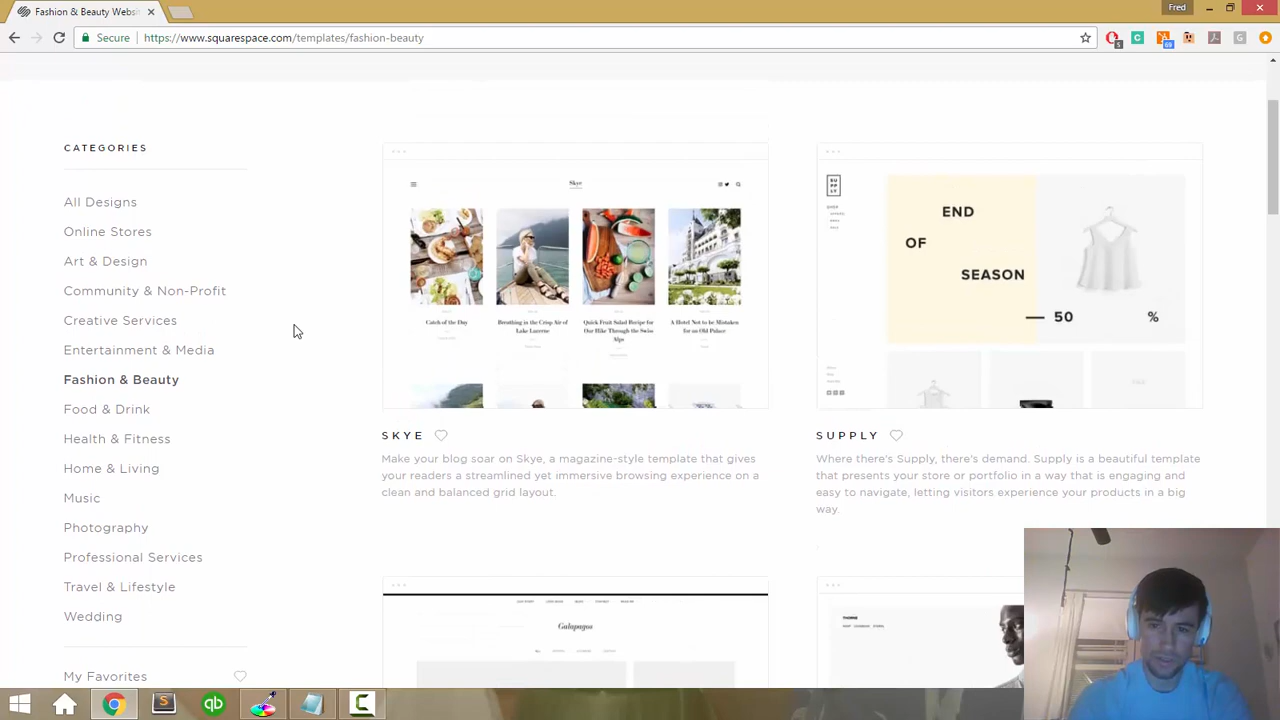 Fashion & Beauty Websi
Fred
Secure
https://www.squarespace.com/templates/fashion-beauty
CATEGORIES
All Designs
Online Stores
Art & Design
Community & Non-Profit
Creative Services
Entertainment & Media
Fashion & Beauty
Food & Drink
Health & Fitness
Home & Living
Music
Photography
Professional Services
Travel & Lifestyle
Wedding
My Favorites
Skye
Catch of the Day
Breathing in the Crisp Air of
Lake Lucerne
Quick Fruit Salad Recipe for
Our Hike Through the Swiss
Alps
A Hotel Not to be Mistaken
for an Old Palace
SKYE
Make your blog soar on Skye, a magazine-style template that gives
your readers a streamlined yet immersive browsing experience on a
clean and balanced grid layout.
SUP
PLY
END
OF
SEASON
50 %
SUPPLY
Where there's Supply, there's demand. Supply is a beautiful template
that presents your store or portfolio in a way that is engaging and
easy to navigate, letting visitors experience your products in a big
way.
Galapagos
THORNE